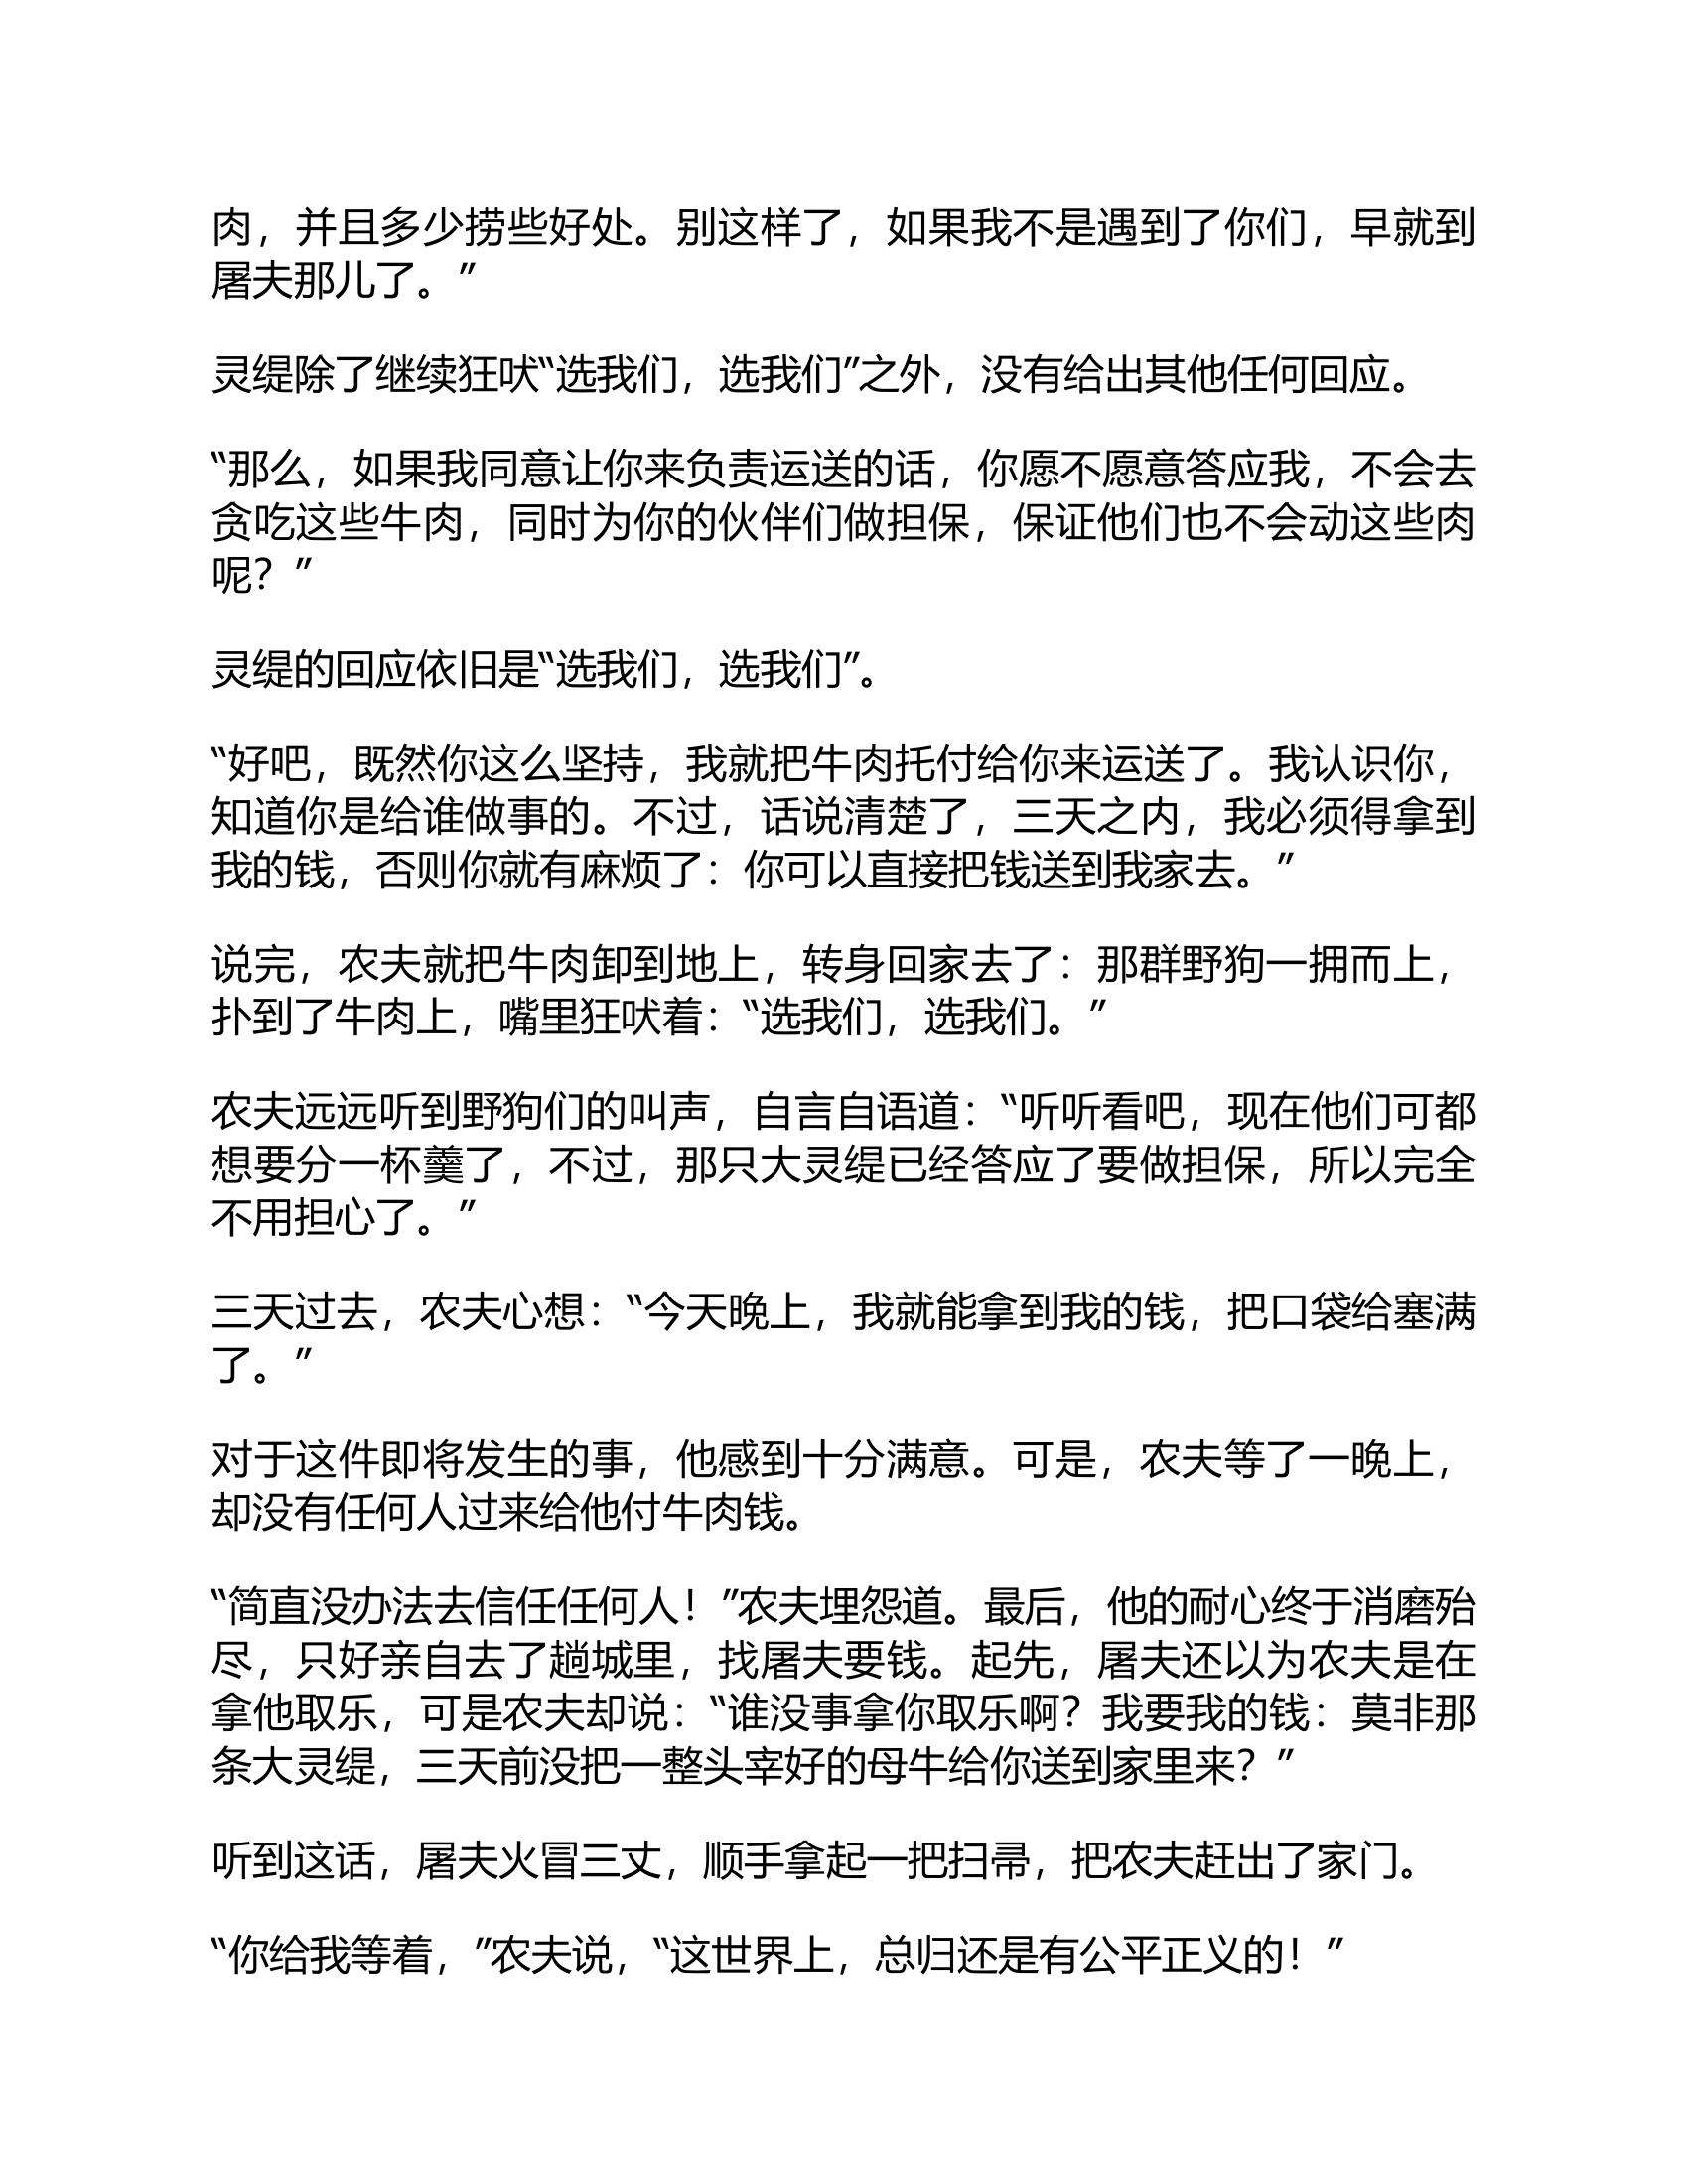 肉，并且多少捞些好处。别这样了，如果我不是遇到了你们，早就到
屠夫那儿了。”
灵缇除了继续狂吠“选我们，选我们”之外，没有给出其他任何回应。
“那么，如果我同意让你来负责运送的话，你愿不愿意答应我，不会去
贪吃这些牛肉，同时为你的伙伴们做担保，保证他们也不会动这些肉
呢？”
灵缇的回应依旧是“选我们，选我们”。
“好吧，既然你这么坚持，我就把牛肉托付给你来运送了。我认识你，
知道你是给谁做事的。不过，话说清楚了，三天之内，我必须得拿到
我的钱，否则你就有麻烦了：你可以直接把钱送到我家去。”
说完，农夫就把牛肉卸到地上，转身回家去了：那群野狗一拥而上，
扑到了牛肉上，嘴里狂吠着：“选我们，选我们。”
农夫远远听到野狗们的叫声，自言自语道：“听听看吧，现在他们可都
想要分一杯羹了，不过，那只大灵缇已经答应了要做担保，所以完全
不用担心了。”
三天过去，农夫心想：“今天晚上，我就能拿到我的钱，把口袋给塞满
了。”
对于这件即将发生的事，他感到十分满意。可是，农夫等了一晚上，
却没有任何人过来给他付牛肉钱。
“简直没办法去信任任何人！”农夫埋怨道。最后，他的耐心终于消磨殆
尽，只好亲自去了趟城里，找屠夫要钱。起先，屠夫还以为农夫是在
拿他取乐，可是农夫却说：“谁没事拿你取乐啊？我要我的钱：莫非那
条大灵缇，三天前没把一整头宰好的母牛给你送到家里来？”
听到这话，屠夫火冒三丈，顺手拿起一把扫帚，把农夫赶出了家门。
“你给我等着，”农夫说，“这世界上，总归还是有公平正义的！”